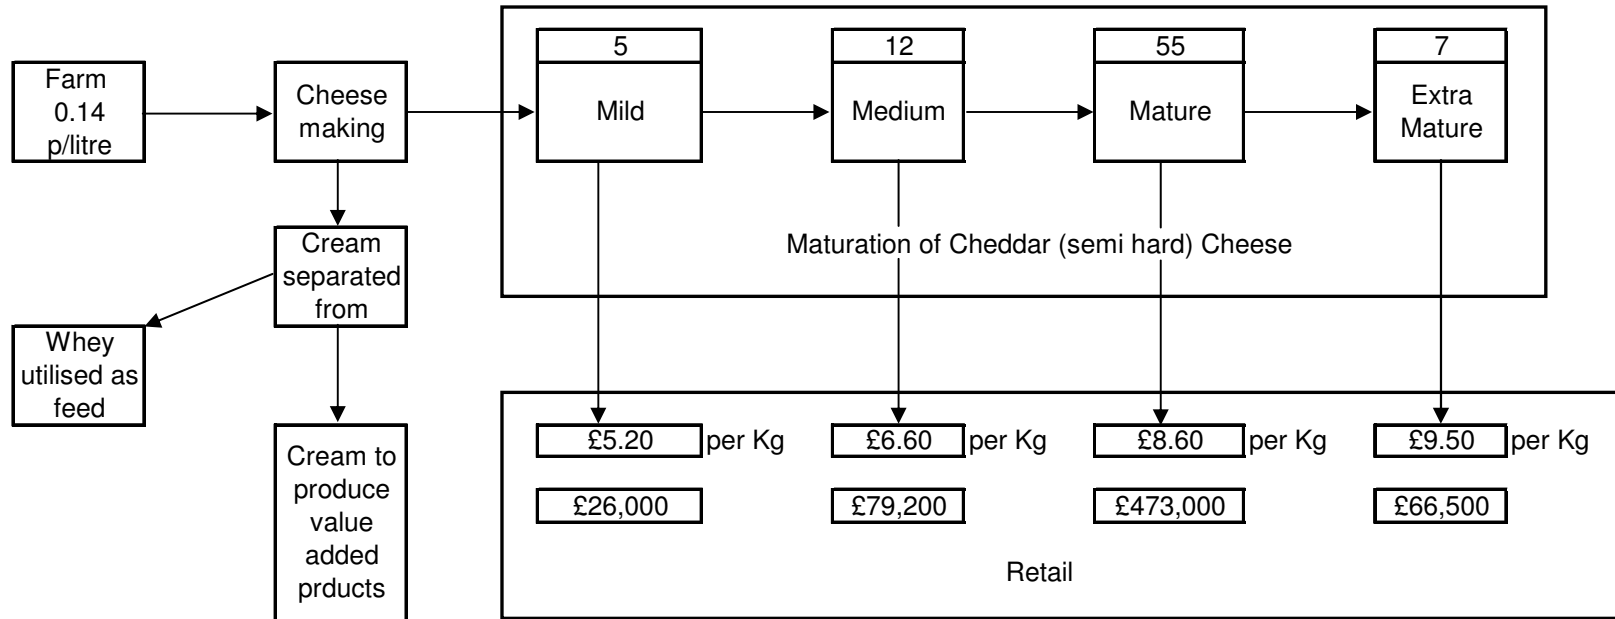 5
12
55
7
Farm
0.14
p/litre
Cheese
making
Mild
Medium
Mature
Extra
Mature
Cream
separated
from
Maturation of Cheddar (semi hard) Cheese
Whey
utilised as
feed
Cream to
produce
value
added
prducts
£5.20 per Kg
£6.60 per Kg
£8.60 per Kg
£9.50 per Kg
£26,000
£79,200
£473,000
£66,500
Retail